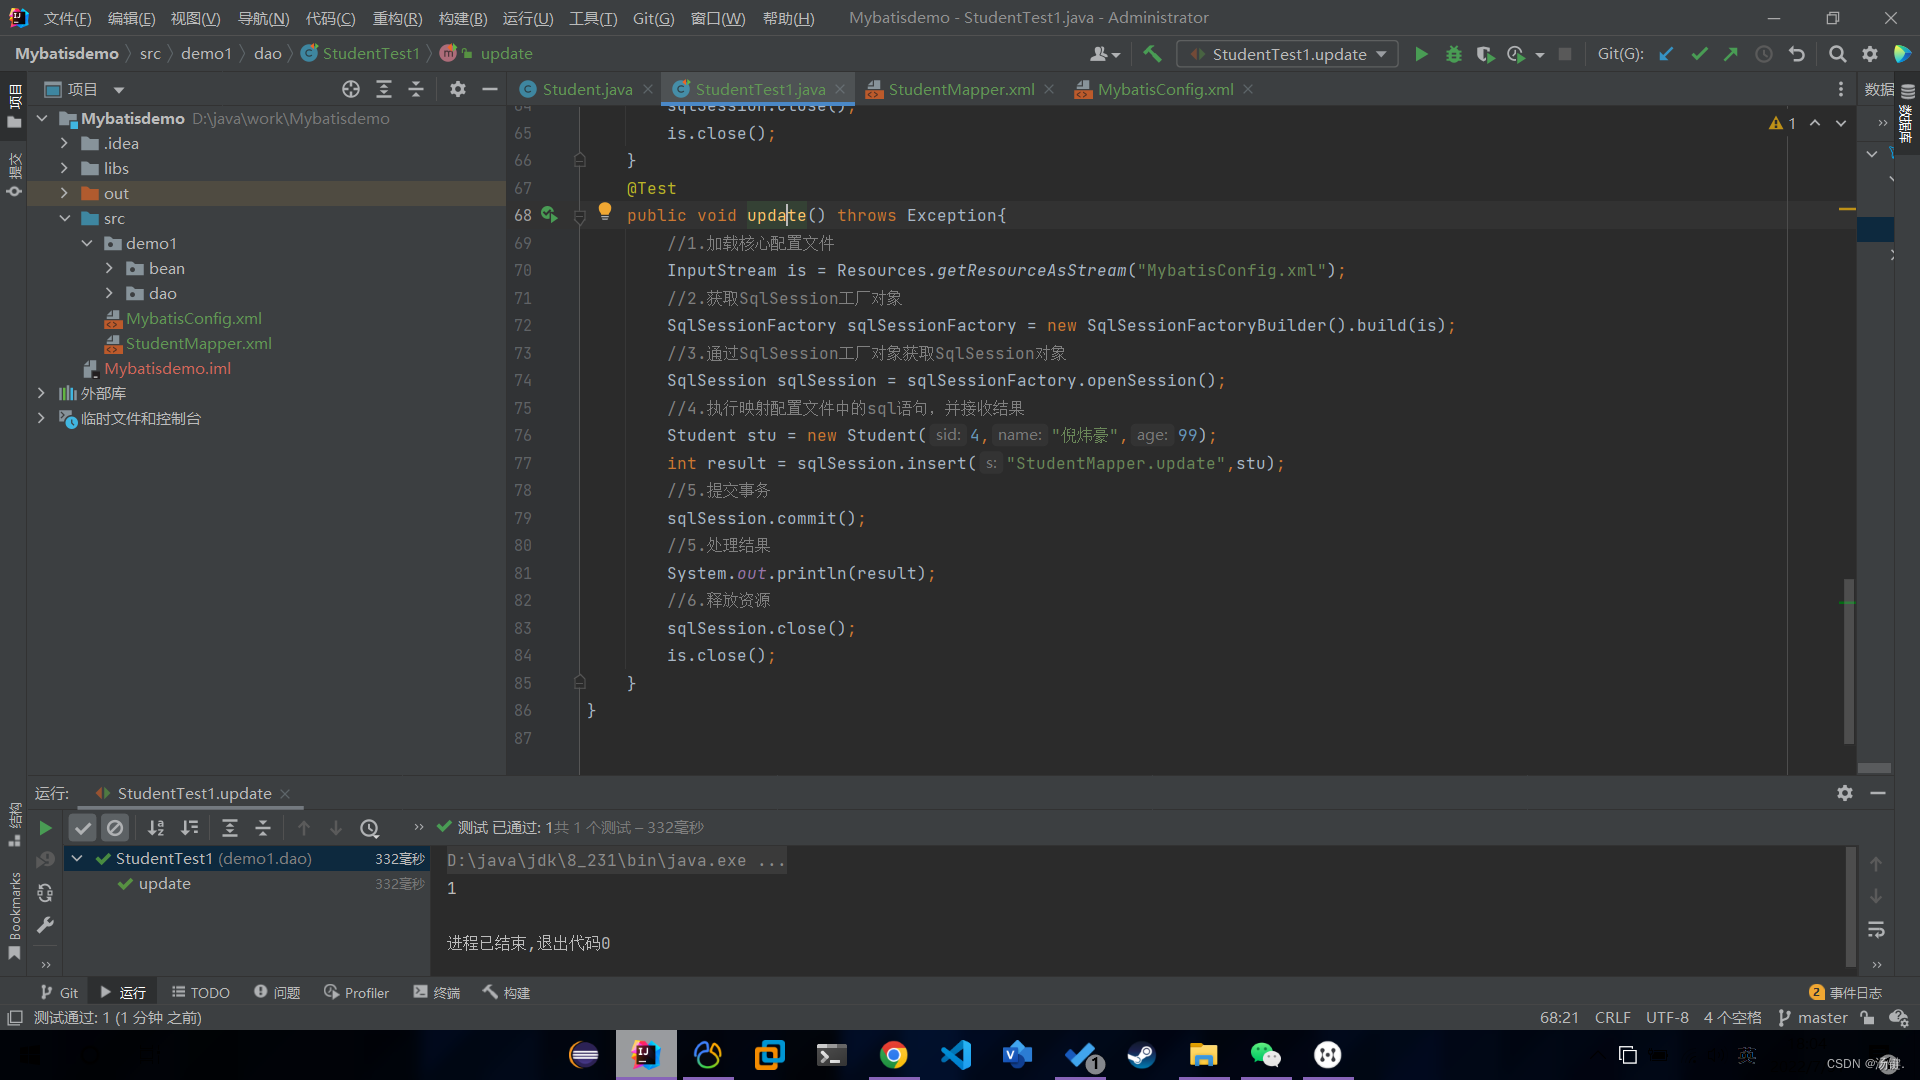 文件(F) 编辑(E) 视图(V) 导航(N) 代码(C) 重构(R) 构建(B) 运行(U) 工具(T) Git(G) 窗口(W) 帮助(H) Mybatisdemo - StudentTest1.java - Administrator
Mybatisdemo src demo1 dao StudentTest1 m update
StudentTest1.update Git(G):
项目
Student.java StudentTest1.java StudentMapper.xml MybatisConfig.xml
数据
项目
提交
数据库
Mybatisdemo D:\java\work\Mybatisdemo
.idea
libs
out
src
demo1
bean
dao
MybatisConfig.xml
StudentMapper.xml
Mybatisdemo.iml
外部库
临时文件和控制台
1
64 sqlSession.close();
65 is.close();
66 }
67 @Test
68 public void update() throws Exception{
69 //1.加载核心配置文件
70 InputStream is = Resources.getResourceAsStream("MybatisConfig.xml");
71 //2.获取SqlSession工厂对象
72 SqlSessionFactory sqlSessionFactory = new SqlSessionFactoryBuilder().build(is);
73 //3.通过SqlSession工厂对象获取SqlSession对象
74 SqlSession sqlSession = sqlSessionFactory.openSession();
75 //4.执行映射配置文件中的sql语句，并接收结果
76 Student stu = new Student( sid: 4, name: "倪炜豪", age: 99);
77 int result = sqlSession.insert( s: "StudentMapper.update",stu);
78 //5.提交事务
79 sqlSession.commit();
80 //5.处理结果
81 System.out.println(result);
82 //6.释放资源
83 sqlSession.close();
84 is.close();
85 }
86 }
87
运行: StudentTest1.update
结构
Bookmarks
测试 已通过: 1共 1 个测试 – 332毫秒
StudentTest1 (demo1.dao) 332毫秒
update 332毫秒
D:\java\jdk\8_231\bin\java.exe ...
1
进程已结束,退出代码0
Git 运行 TODO 问题 Profiler 终端 构建 2 事件日志
测试通过: 1 (1 分钟 之前) 68:21 CRLF UTF-8 4 个空格 master
1
英
CSDN @汤键.